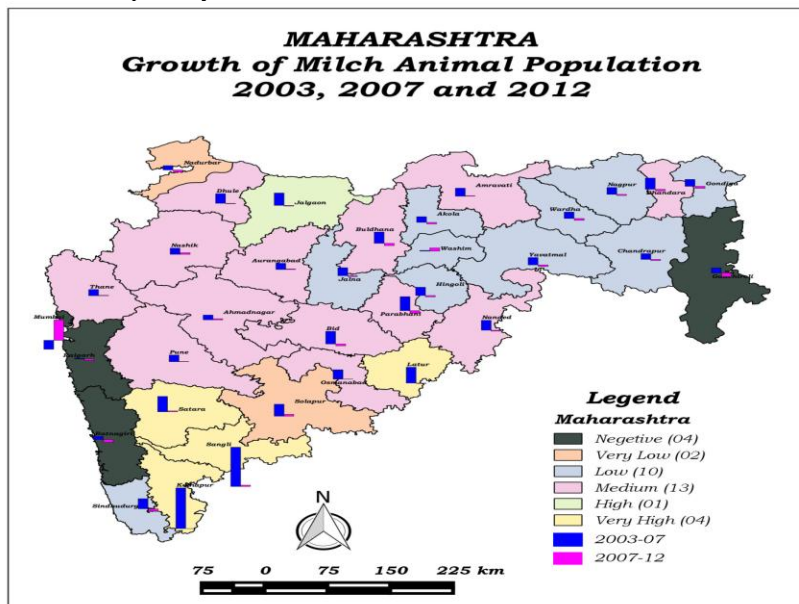 MAHARASHTRA
Growth of Milch Animal Population
2003, 2007 and 2012
Nadurbar
Dhule
Jalgaon
Amravati
Nagpur
Bhandara
Gondiya
Akola
Wardha
Buldhana
Washim
Nashik
Aurangabad
Jalna
Yavatmal
Chandrapur
Hingoli
Thane
Parabhani
Mumbai
Ahmadnagar
Nanded
Raigarh
Pune
Bid
Osmanabad
Latur
Satara
Solapur
Ratnagiri
Sangli
Kolhapur
Sindhudurg
N
75 0 75 150 225 km
Legend
Maharashtra
Negetive (04)
Very Low (02)
Low (10)
Medium (13)
High (01)
Very High (04)
2003-07
2007-12